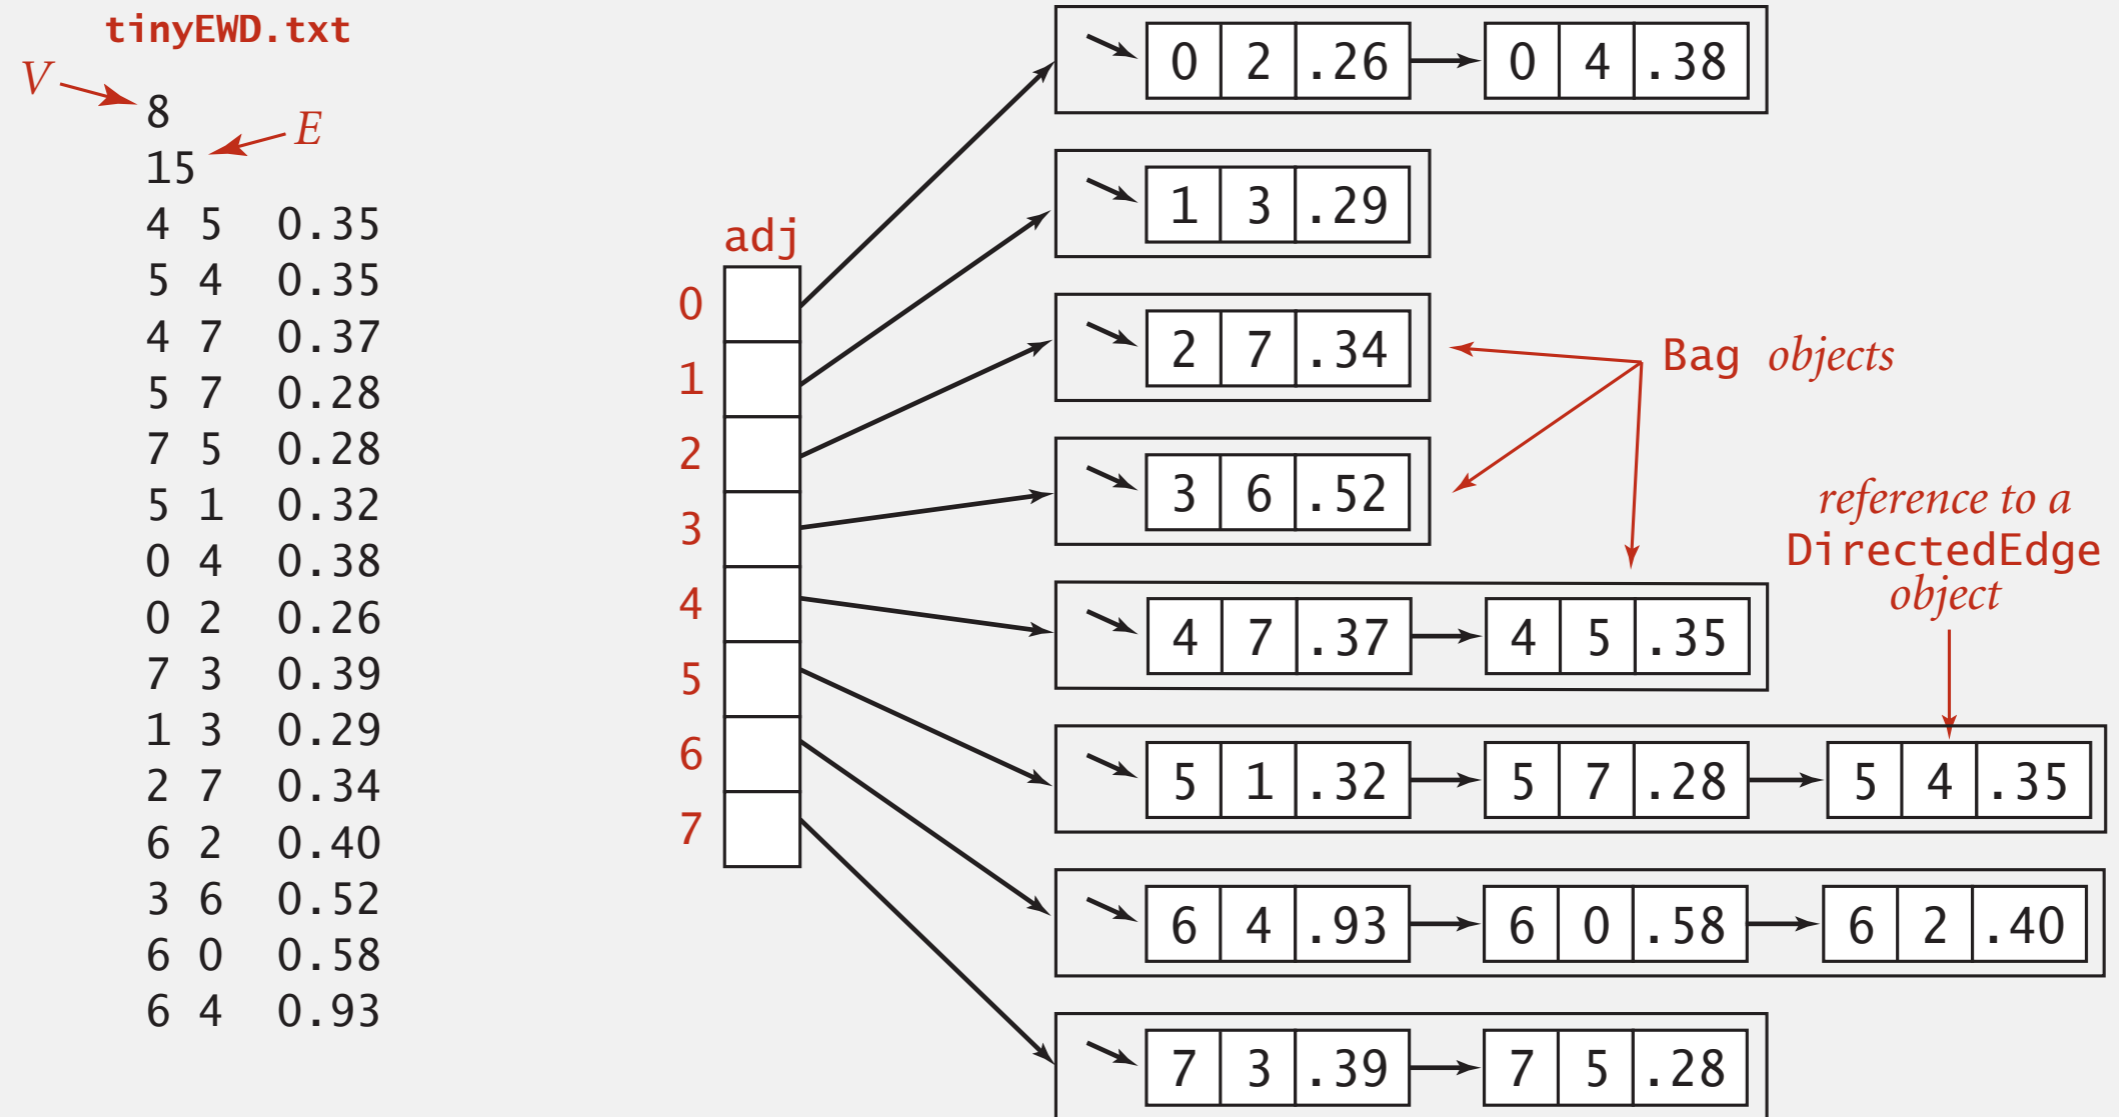 tinyEWD.txt
V
8
E
15
4 5 0.35
5 4 0.35
4 7 0.37
5 7 0.28
7 5 0.28
5 1 0.32
0 4 0.38
0 2 0.26
7 3 0.39
1 3 0.29
2 7 0.34
6 2 0.40
3 6 0.52
6 0 0.58
6 4 0.93
adj
0
1
2
3
4
5
6
7
0 2 .26 0 4 .38
1 3 .29
2 7 .34
3 6 .52
4 7 .37 4 5 .35
5 1 .32 5 7 .28 5 4 .35
6 4 .93 6 0 .58 6 2 .40
7 3 .39 7 5 .28
Bag objects
reference to a
DirectedEdge
object